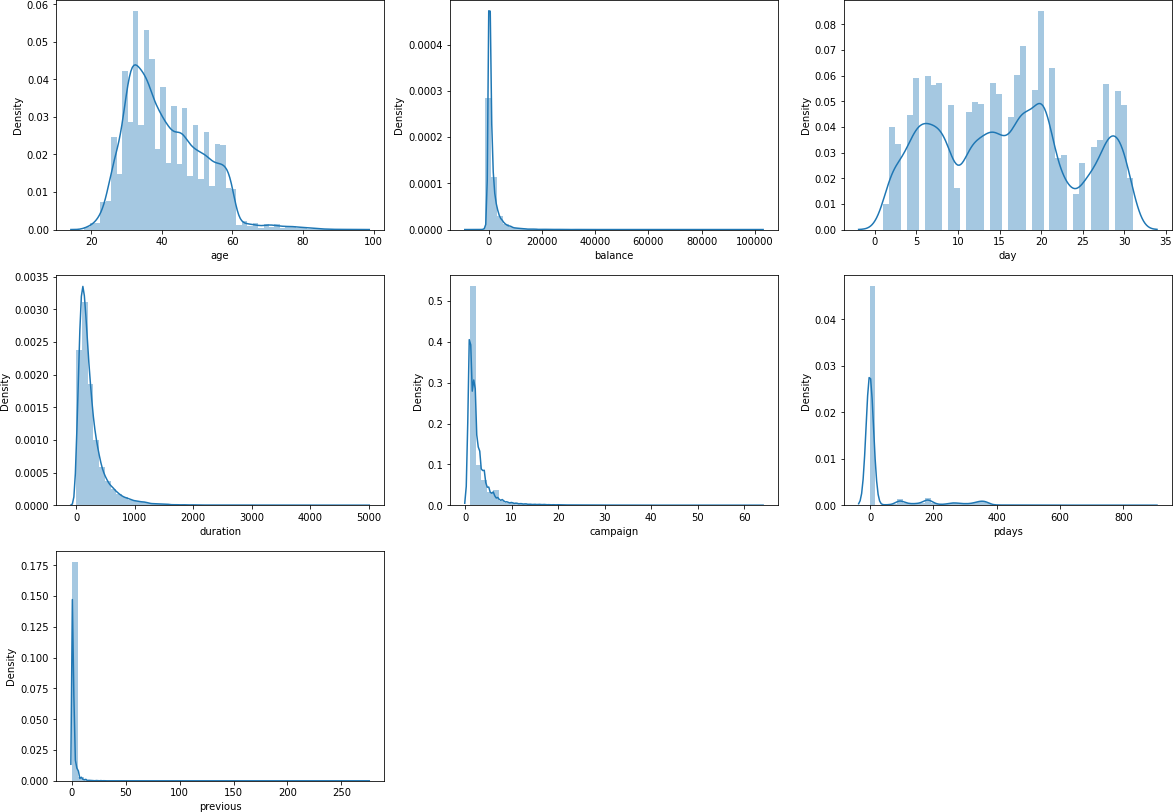 0.06
0.05
0.04
0.03
0.02
0.01
0.00
Density
20 40 60 80 100
age
0.0004
0.0003
0.0002
0.0001
0.0000
Density
0 20000 40000 60000 80000 100000
balance
0.08
0.07
0.06
0.05
0.04
0.03
0.02
0.01
0.00
Density
0 5 10 15 20 25 30 35
day
0.0035
0.0030
0.0025
0.0020
0.0015
0.0010
0.0005
0.0000
Density
0 1000 2000 3000 4000 5000
duration
0.5
0.4
0.3
0.2
0.1
0.0
Density
0 10 20 30 40 50 60
campaign
0.04
0.03
0.02
0.01
0.00
Density
0 200 400 600 800
pdays
0.175
0.150
0.125
0.100
0.075
0.050
0.025
0.000
Density
0 50 100 150 200 250
previous